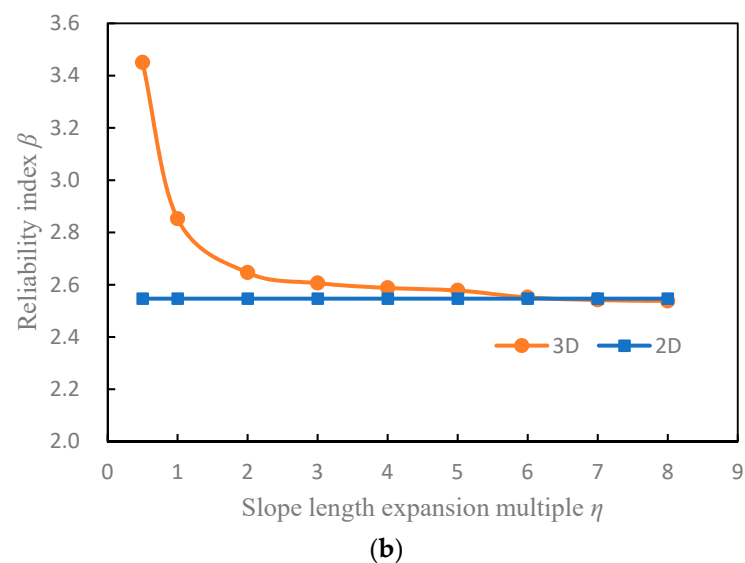 3.6
3.4
3.2
3.0
2.8
2.6
2.4
2.2
2.0
Reliability index β
3D 2D
0 1 2 3 4 5 6 7 8 9
Slope length expansion multiple η
(b)